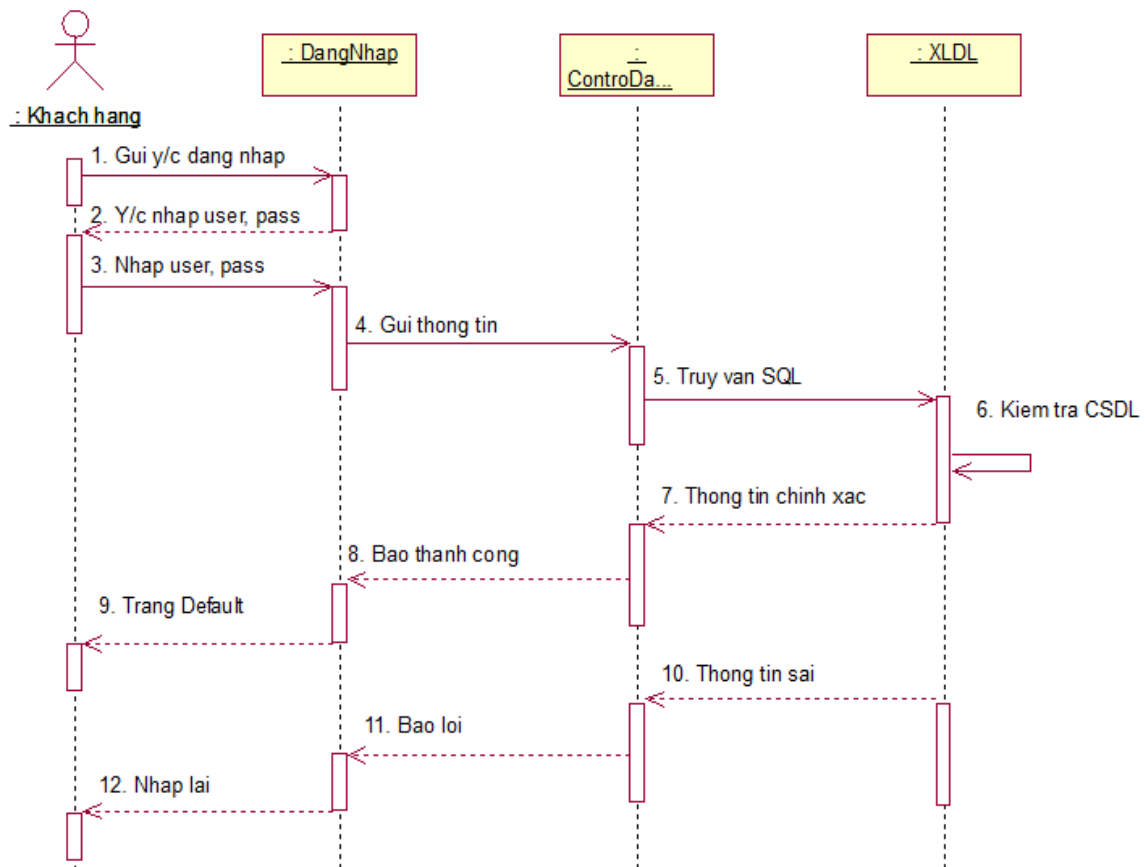 : Khach hang
: DangNhap
:
ControDa...
: XLDL
1. Gui y/c dang nhap
2. Y/c nhap user, pass
3. Nhap user, pass
4. Gui thong tin
5. Truy van SQL
6. Kiem tra CSDL
7. Thong tin chinh xac
8. Bao thanh cong
9. Trang Default
10. Thong tin sai
11. Bao loi
12. Nhap lai